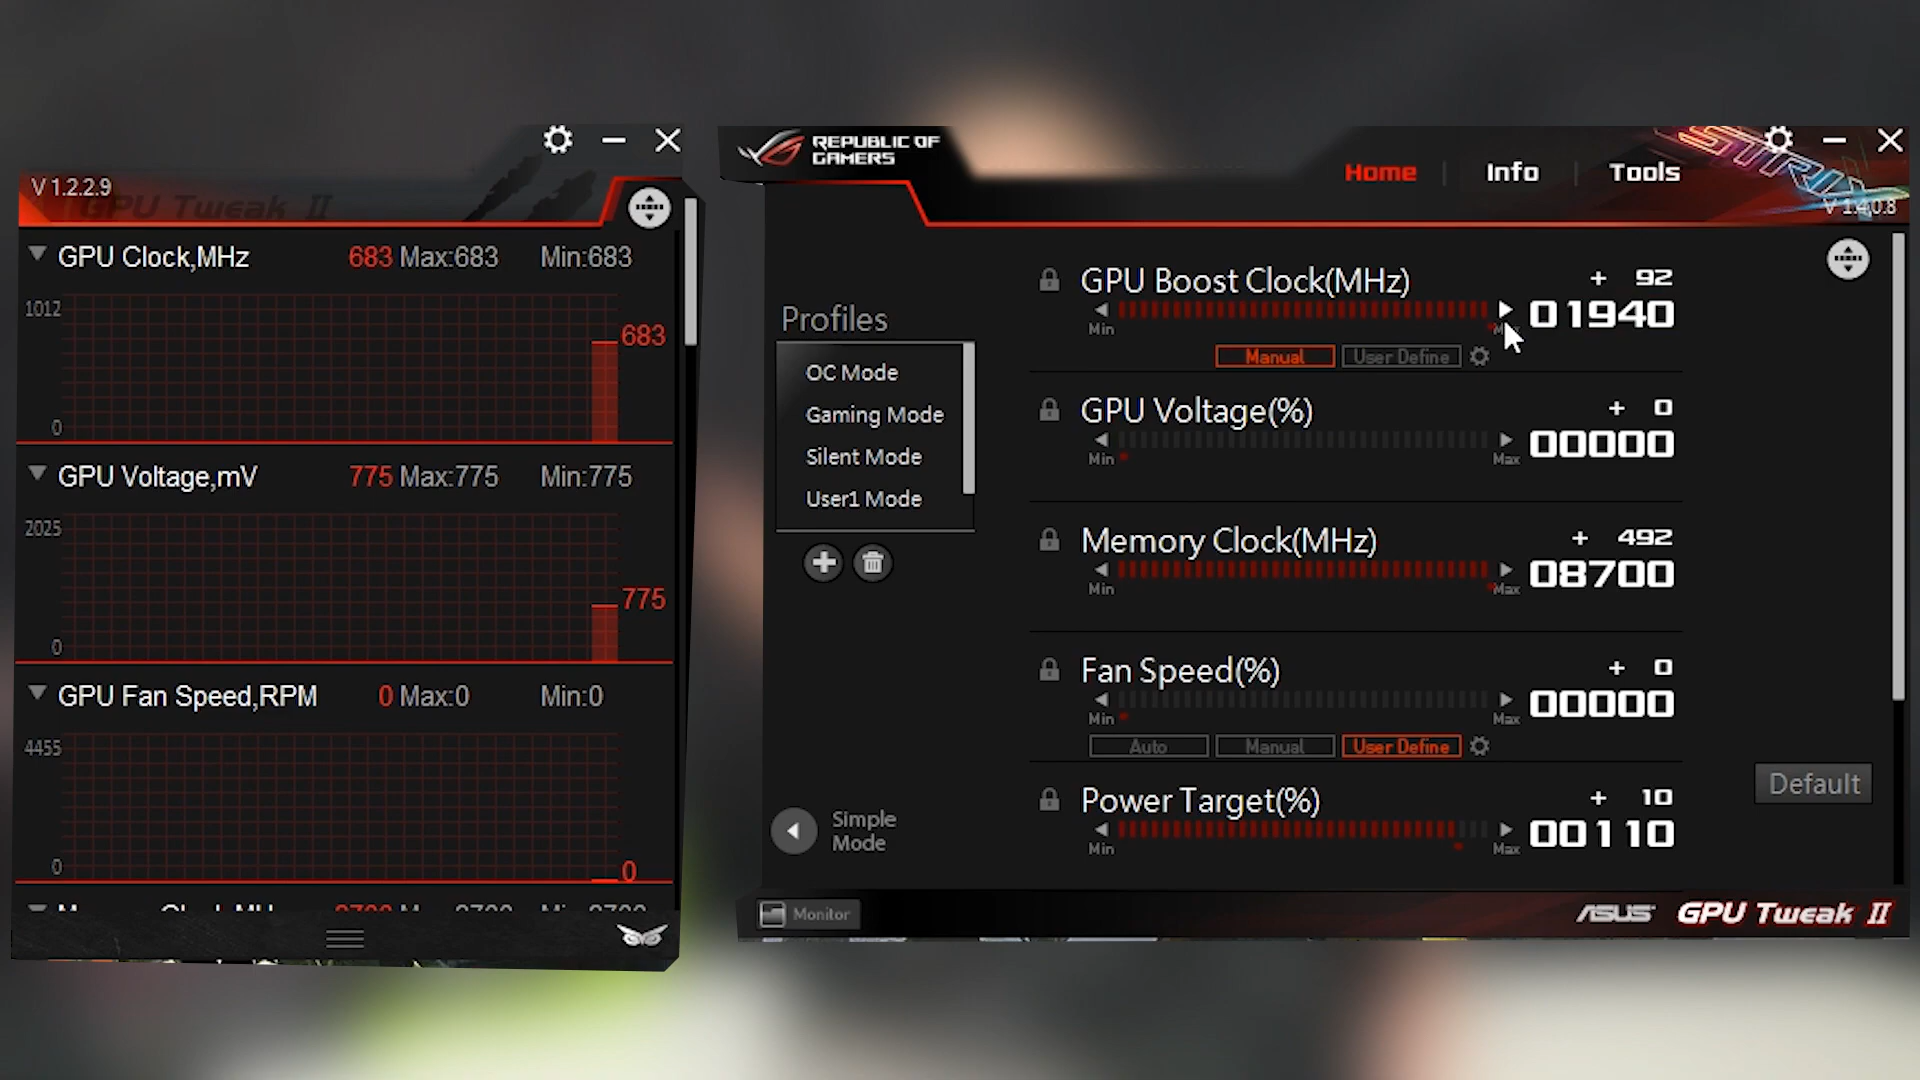 V 1.2.2.9
GPU Tweak II
GPU Clock,MHz 683 Max:683 Min:683
1012
683
0
GPU Voltage,mV 775 Max:775 Min:775
2025
775
0
GPU Fan Speed,RPM 0 Max:0 Min:0
4455
0
0
REPUBLIC OF
GAMERS
Home Info Tools
STRIX
V 1.4.0.8
Profiles
OC Mode
Gaming Mode
Silent Mode
User1 Mode
Simple
Mode
GPU Boost Clock(MHz) + 92
01940
Min
Manual User Define
GPU Voltage(%) + 0
00000
Min Max
Memory Clock(MHz) + 492
08700
Min Max
Fan Speed(%) + 0
00000
Min Max
Auto Manual User Define
Power Target(%) + 10
00110
Min Max
Default
Monitor
ASUS GPU Tweak II